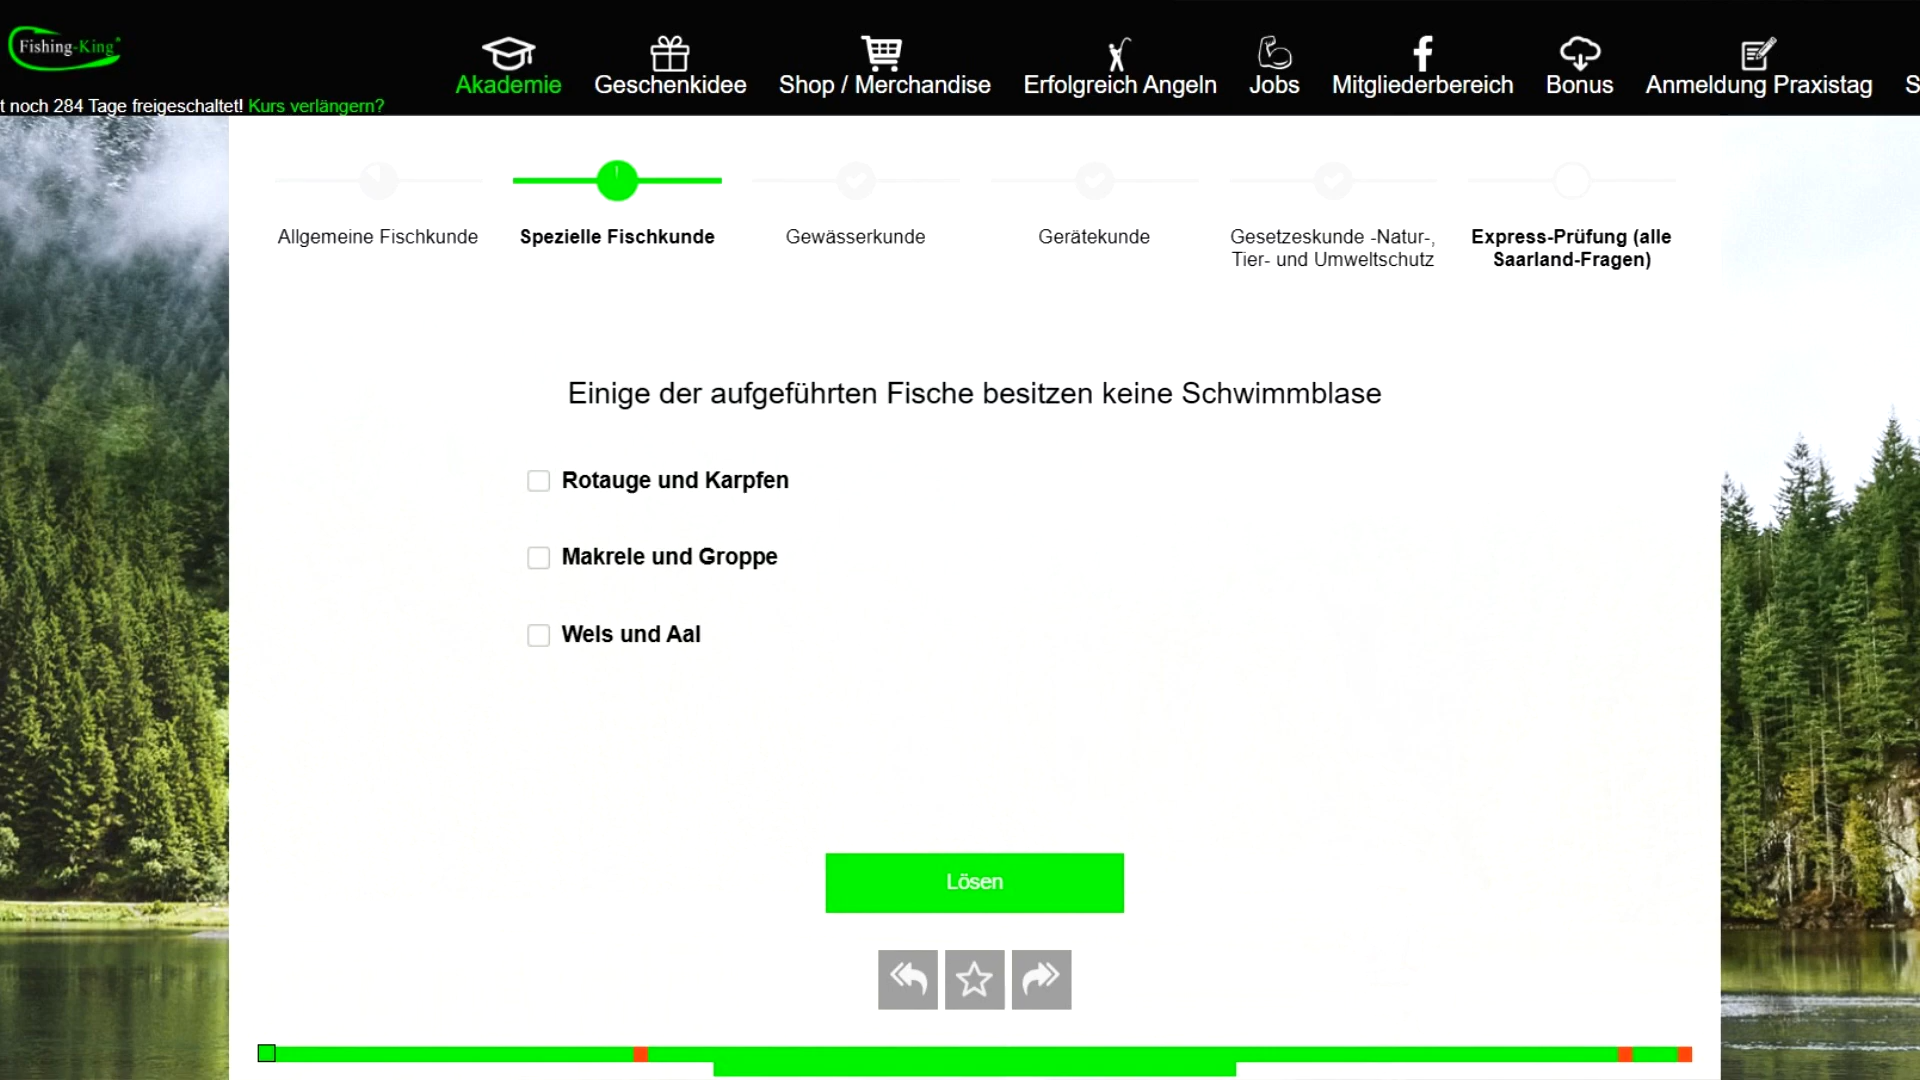 Fishing-King
Akademie
Geschenkidee
Shop / Merchandise
Erfolgreich Angeln
Jobs
Mitgliederbereich
Bonus
Anmeldung Praxistag
S
t noch 284 Tage freigeschaltet! Kurs verlängern?
Allgemeine Fischkunde
Spezielle Fischkunde
Gewässerkunde
Gerätekunde
Gesetzeskunde -Natur-,
Tier- und Umweltschutz
Express-Prüfung (alle
Saarland-Fragen)
Einige der aufgeführten Fische besitzen keine Schwimmblase
Rotauge und Karpfen
Makrele und Groppe
Wels und Aal
Lösen